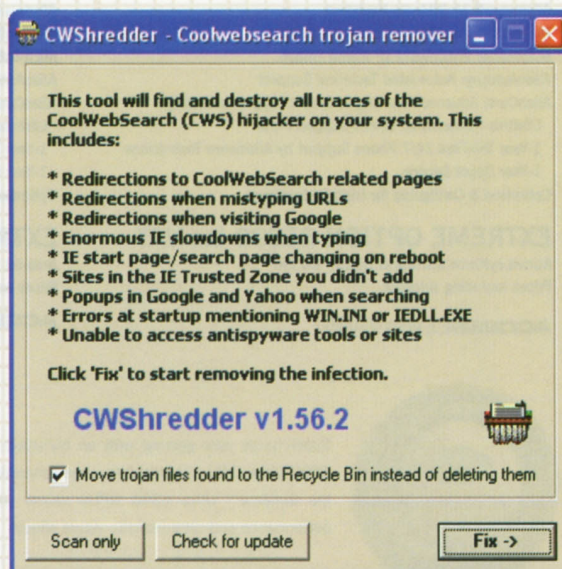 CWShredder - Coolwebsearch trojan remover
This tool will find and destroy all traces of the
CoolWebSearch (CWS) hijacker on your system. This
includes:
* Redirections to CoolWebSearch related pages
* Redirections when mistyping URLs
* Redirections when visiting Google
* Enormous IE slowdowns when typing
* IE start page/search page changing on reboot
* Sites in the IE Trusted Zone you didn't add
* Popups in Google and Yahoo when searching
* Errors at startup mentioning WIN.INI or IEDLL.EXE
* Unable to access antispyware tools or sites
Click 'Fix' to start removing the infection.
CWShredder v1.56.2
Move trojan files found to the Recycle Bin instead of deleting them
Scan only
Check for update
Fix ->